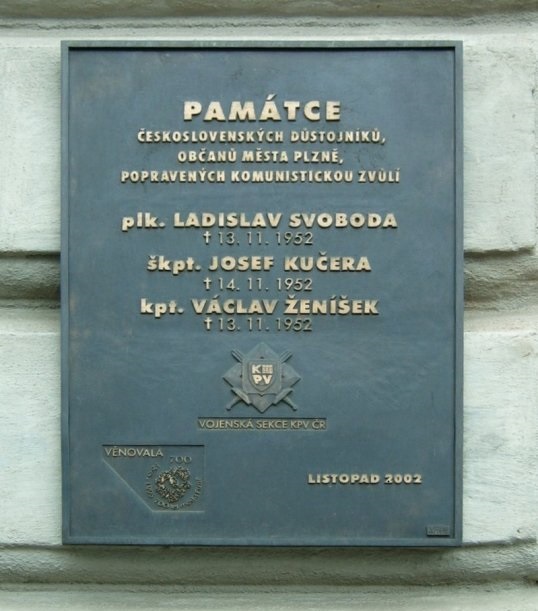 PAMÁTCE
ČESKOSLOVENSKÝCH DŮSTOJNÍKŮ,
OBČANŮ MĚSTA PLZNĚ,
POPRAVENÝCH KOMUNISTICKOU ZVŮLÍ
plk. LADISLAV SVOBODA
† 13. 11. 1952
škpt. JOSEF KUČERA
† 14. 11. 1952
kpt. VÁCLAV ŽENÍŠEK
† 13. 11. 1952
K
PV
VOJENSKÁ SEKCE KPV ČR
VĚNOVALA
700
LISTOPAD 2002